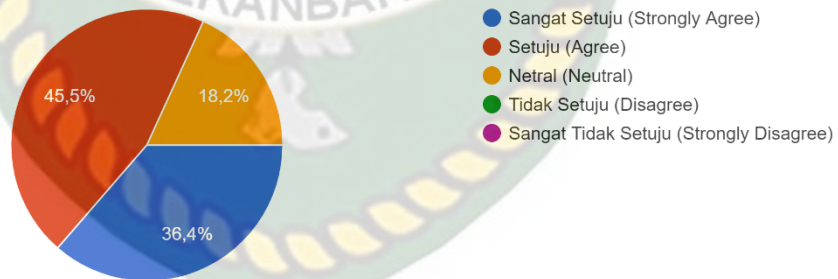 45,5%
18,2%
36,4%
Sangat Setuju (Strongly Agree)
Setuju (Agree)
Netral (Neutral)
Tidak Setuju (Disagree)
Sangat Tidak Setuju (Strongly Disagree)